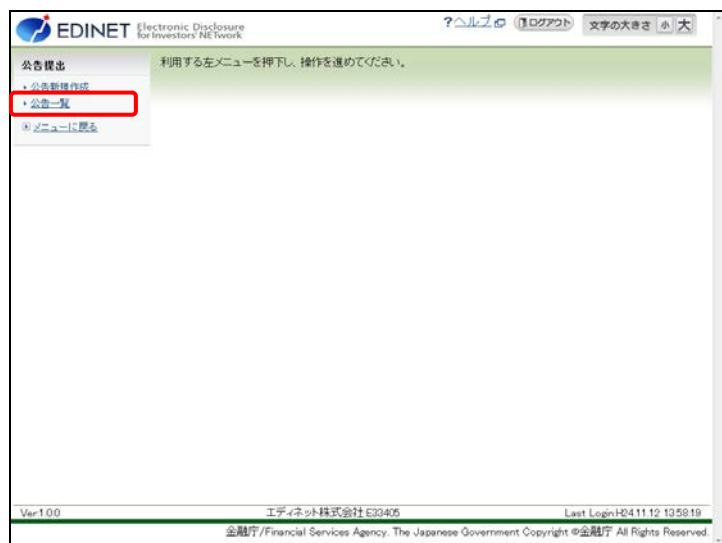 EDINET Electronic Disclosure for Investors' NETwork
?ヘルプ ログアウト 文字の大きさ 小 大
公告提出
利用する左メニューを押下し、操作を進めてください。
公告新規作成
公告一覧
メニューに戻る
Ver.1.0.0 エディネット株式会社 E33405 Last Login:H24.11.12 13:58:19
金融庁/Financial Services Agency. The Japanese Government Copyright ©金融庁 All Rights Reserved.